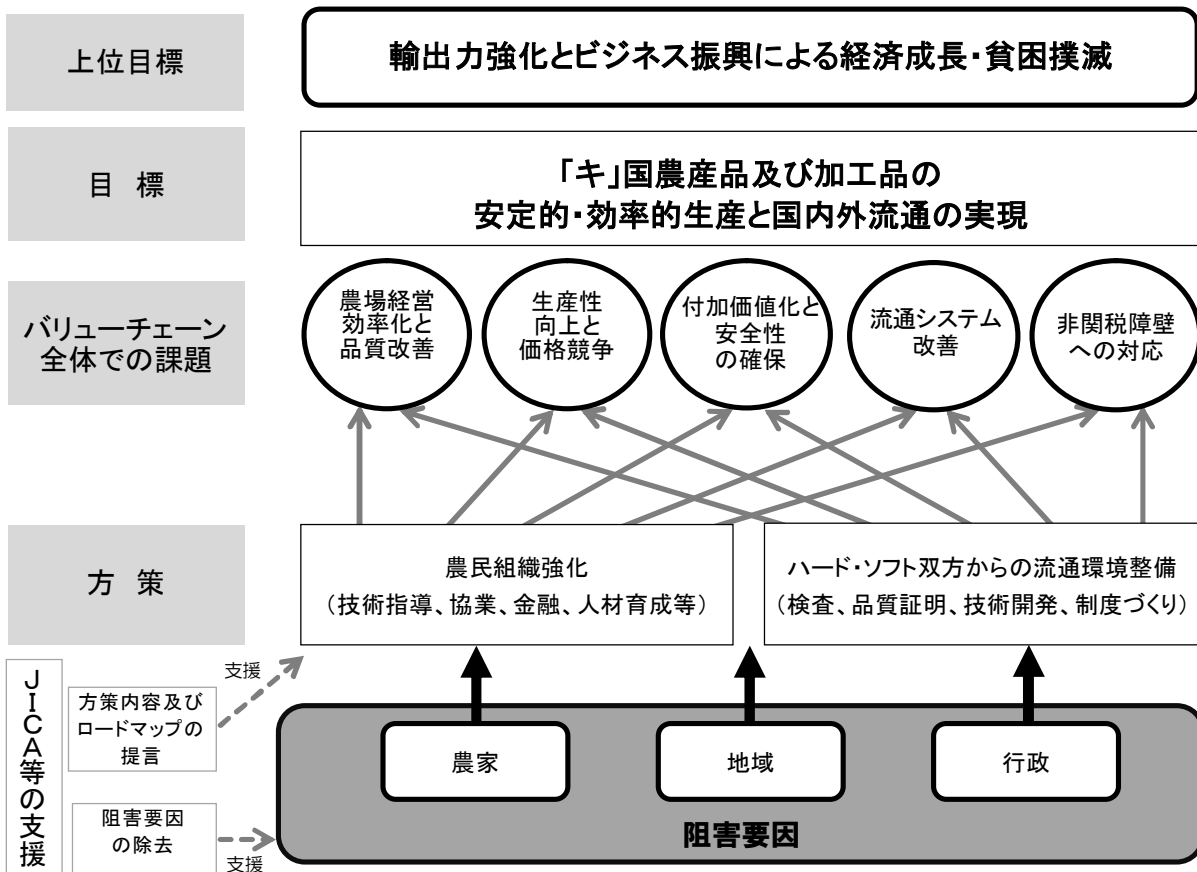 上位目標
輸出力強化とビジネス振興による経済成長・貧困撲滅
目 標
「キ」国農産品及び加工品の
安定的・効率的生産と国内外流通の実現
バリューチェーン
全体での課題
農場経営
効率化と
品質改善
生産性
向上と
価格競争
付加価値化と
安全性
の確保
流通システム
改善
非関税障壁
への対応
方 策
農民組織強化
（技術指導、協業、金融、人材育成等）
ハード・ソフト双方からの流通環境整備
（検査、品質証明、技術開発、制度づくり）
JICA等の支援
方策内容及び
ロードマップの
提言
支援
阻害要因
の除去
支援
農家
地域
行政
阻害要因